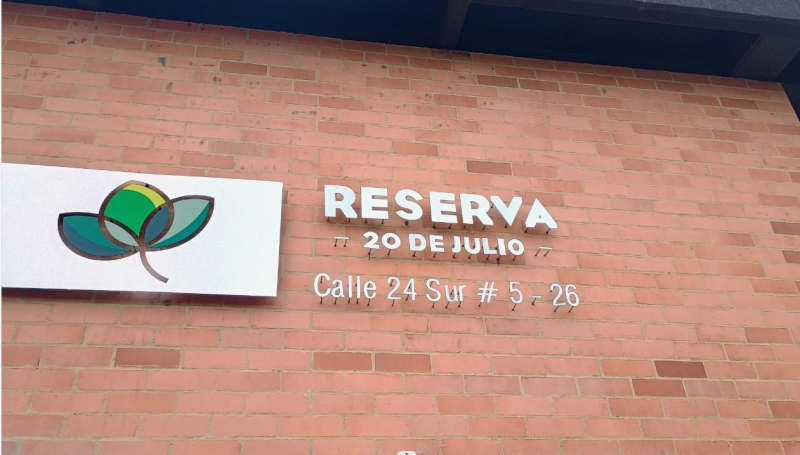 RESERVA
20 DE JULIO
Calle 24 Sur # 5 - 26